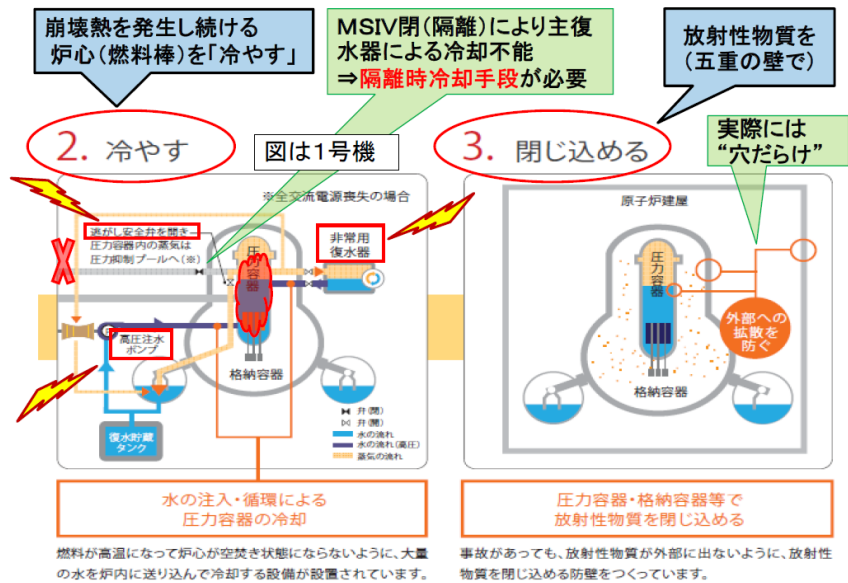 崩壊熱を発生し続ける
炉心(燃料棒)を「冷やす」
MSIV閉(隔離)により主復
水器による冷却不能
⇒隔離時冷却手段が必要
放射性物質を
(五重の壁で)
2. 冷やす
図は1号機
3. 閉じ込める
実際には
“穴だらけ”
※全交流電源喪失の場合
逃がし安全弁を開き
圧力容器内の蒸気は
圧力抑制プールへ(※)
圧力容器
非常用
復水器
高圧注水
ポンプ
格納容器
復水貯蔵
タンク
弁(閉)
弁(開)
水の流れ
水の流れ(高圧)
蒸気の流れ
原子炉建屋
圧力容器
外部への
拡散を
防ぐ
格納容器
水の注入・循環による
圧力容器の冷却
圧力容器・格納容器等で
放射性物質を閉じ込める
燃料が高温になって炉心が空焚き状態にならないように、大量
の水を炉内に送り込んで冷却する設備が設置されています。
事故があっても、放射性物質が外部に出ないように、放射性
物質を閉じ込める防壁をつくっています。